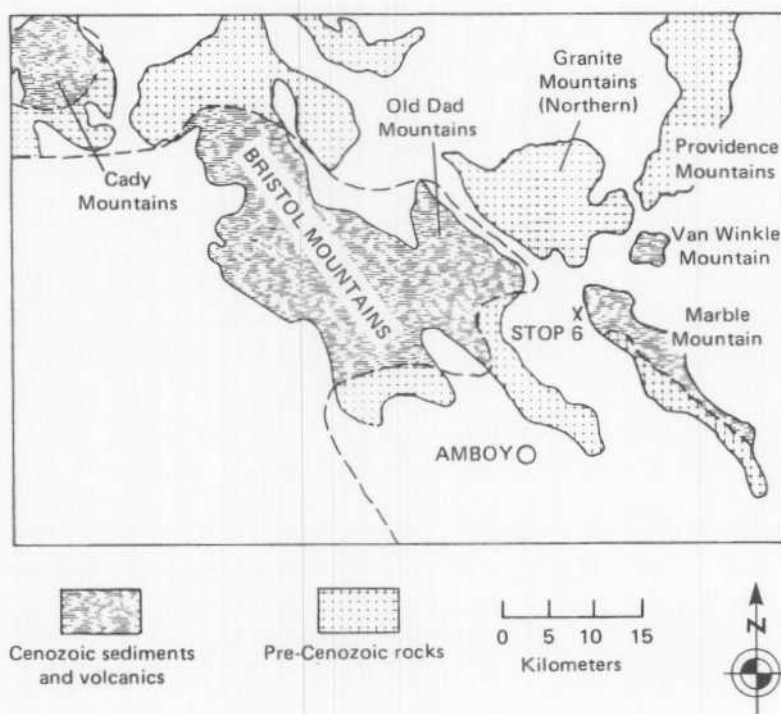 Granite
Mountains
(Northern)
Old Dad
Mountains
Providence
Mountains
Cady
Mountains
BRISTOL MOUNTAINS
Van Winkle
Mountain
STOP 6
X
Marble
Mountain
AMBOY
Cenozoic sediments
and volcanics
Pre-Cenozoic rocks
0 5 10 15
Kilometers
N